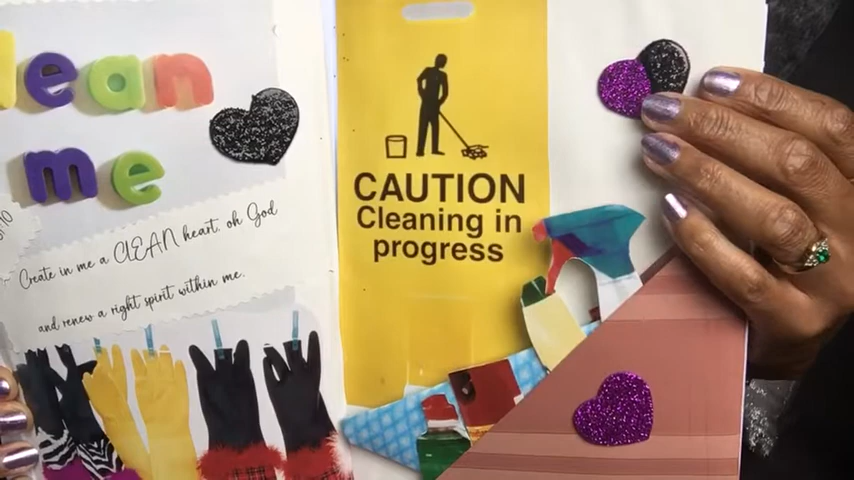 lean
me
Create in me a CLEAN heart, oh God
and renew a right spirit within me.
CAUTION
Cleaning in
progress